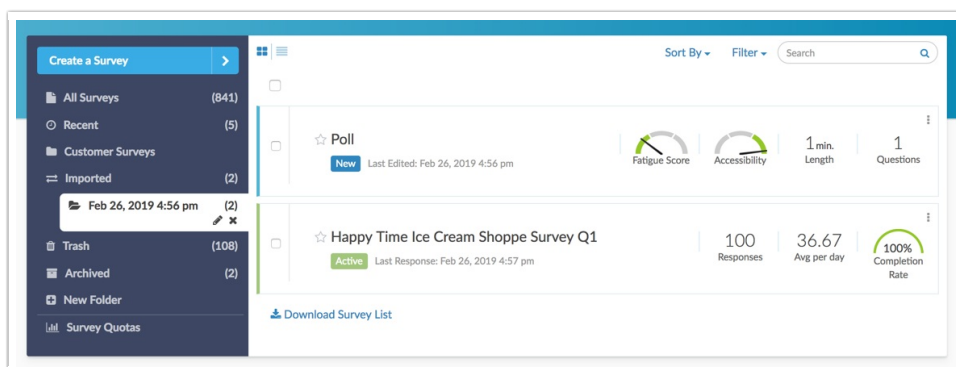 Create a Survey
All Surveys (841)
Recent (5)
Customer Surveys
Imported (2)
Feb 26, 2019 4:56 pm (2)
Trash (108)
Archived (2)
New Folder
Survey Quotas
Sort By Filter Search
Poll
New Last Edited: Feb 26, 2019 4:56 pm
Fatigue Score
Accessibility
1 min.
Length
1
Questions
Happy Time Ice Cream Shoppe Survey Q1
Active Last Response: Feb 26, 2019 4:57 pm
100
Responses
36.67
Avg per day
100%
Completion
Rate
Download Survey List